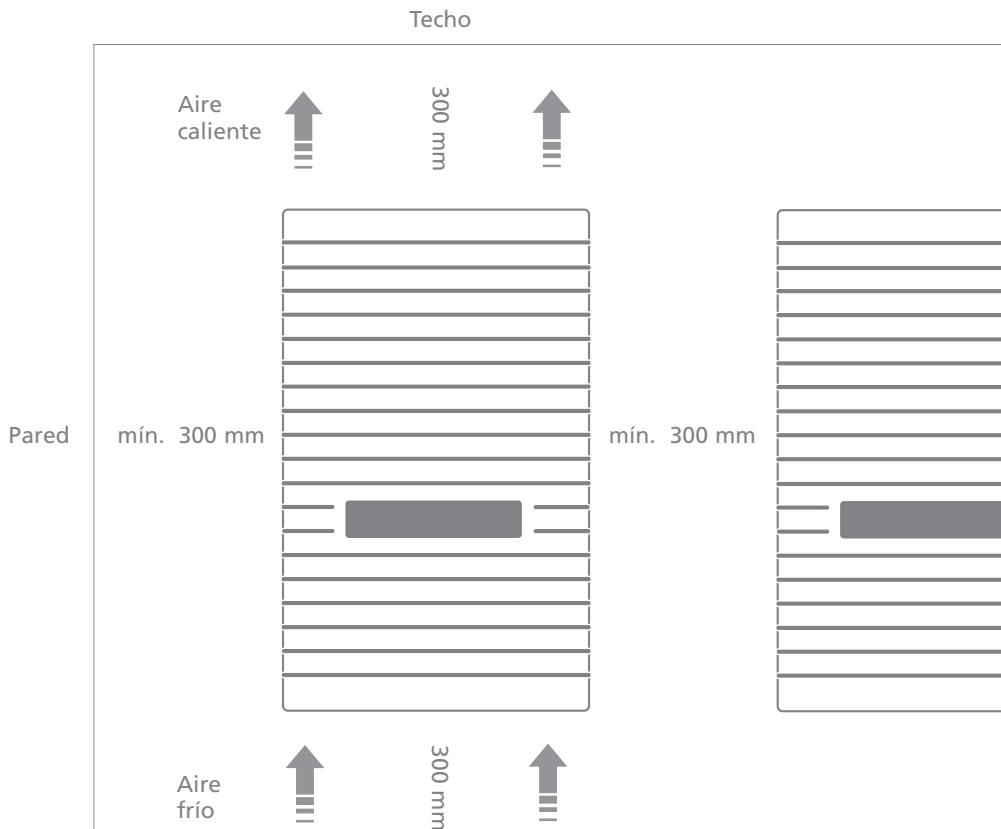 Techo
Aire
caliente
300 mm
Pared
mín. 300 mm
mín. 300 mm
Aire
frío
300 mm